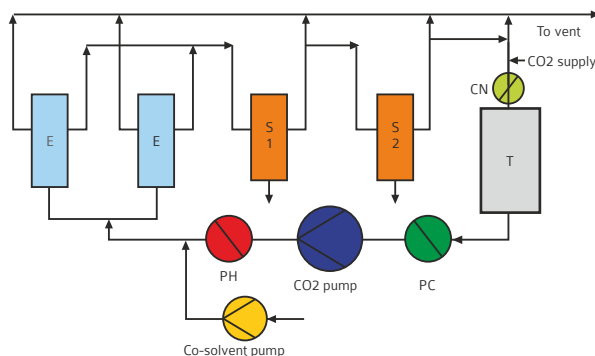 To vent
CO2 supply
CN
E
E
S
1
S
2
T
PH
CO2 pump
PC
Co-solvent pump